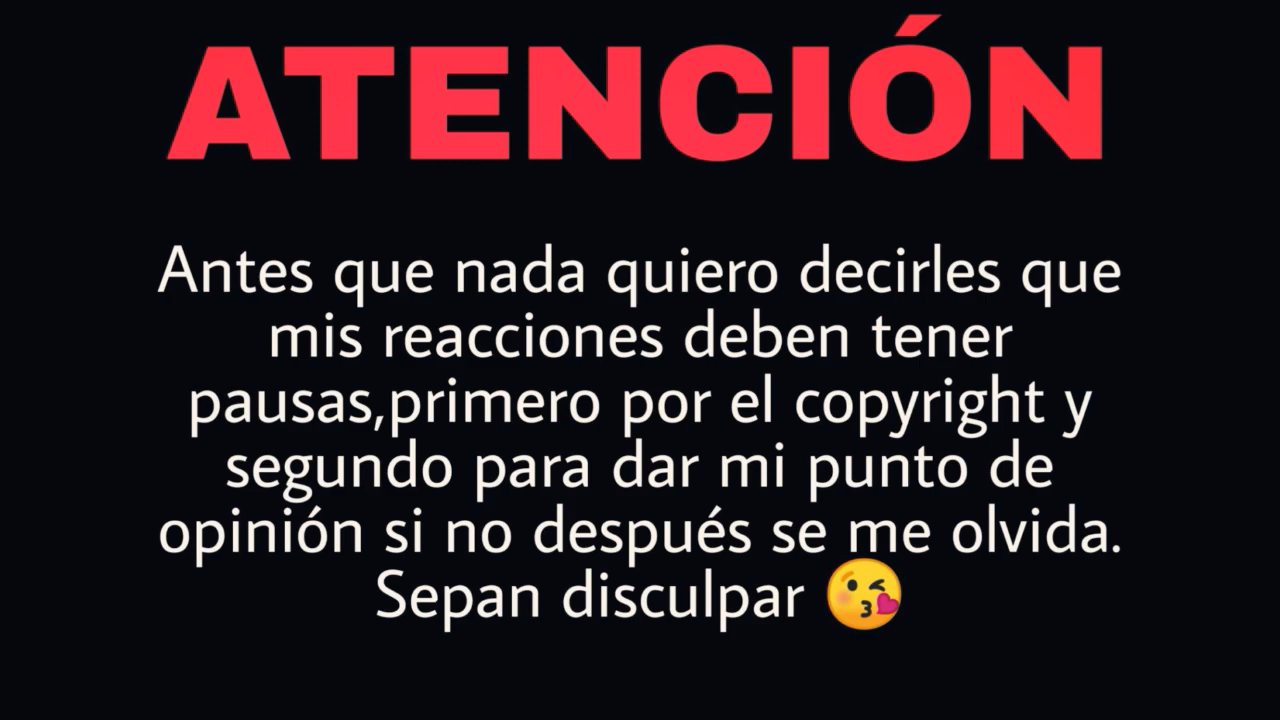 ATENCIÓN
Antes que nada quiero decirles que
mis reacciones deben tener
pausas,primero por el copyright y
segundo para dar mi punto de
opinión si no después se me olvida.
Sepan disculpar 😘